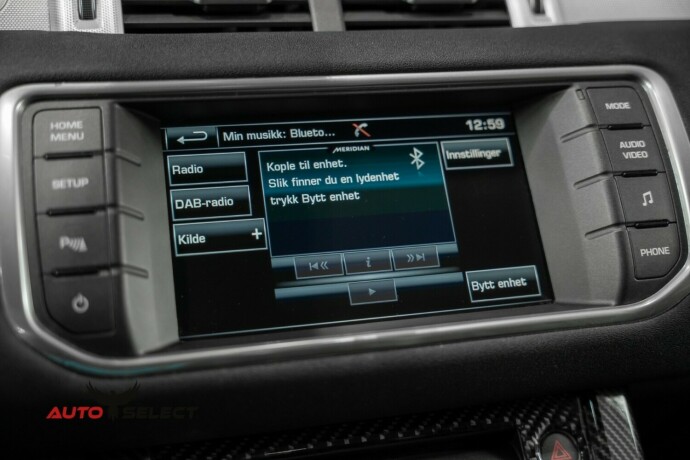 HOME
MENU
SETUP
Min musikk: Blueto...
12:59
MERIDIAN
Radio
DAB-radio
Kilde +
Kople til enhet.
Slik finner du en lydenhet
trykk Bytt enhet
Innstillinger
i
Bytt enhet
MODE
AUDIO
VIDEO
PHONE
AUTO SELECT